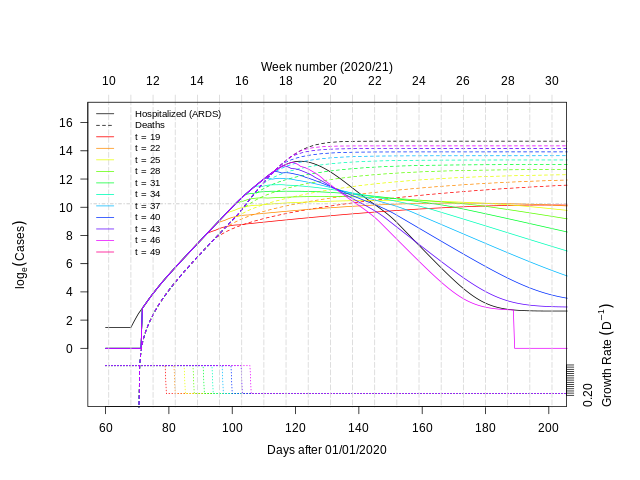 Week number (2020/21)
10 12 14 16 18 20 22 24 26 28 30
Hospitalized (ARDS)
Deaths
t = 19
t = 22
t = 25
t = 28
t = 31
t = 34
t = 37
t = 40
t = 43
t = 46
t = 49
16
14
12
10
8
6
4
2
0
logₑ(Cases)
0.20
Growth Rate (D⁻¹)
60 80 100 120 140 160 180 200
Days after 01/01/2020